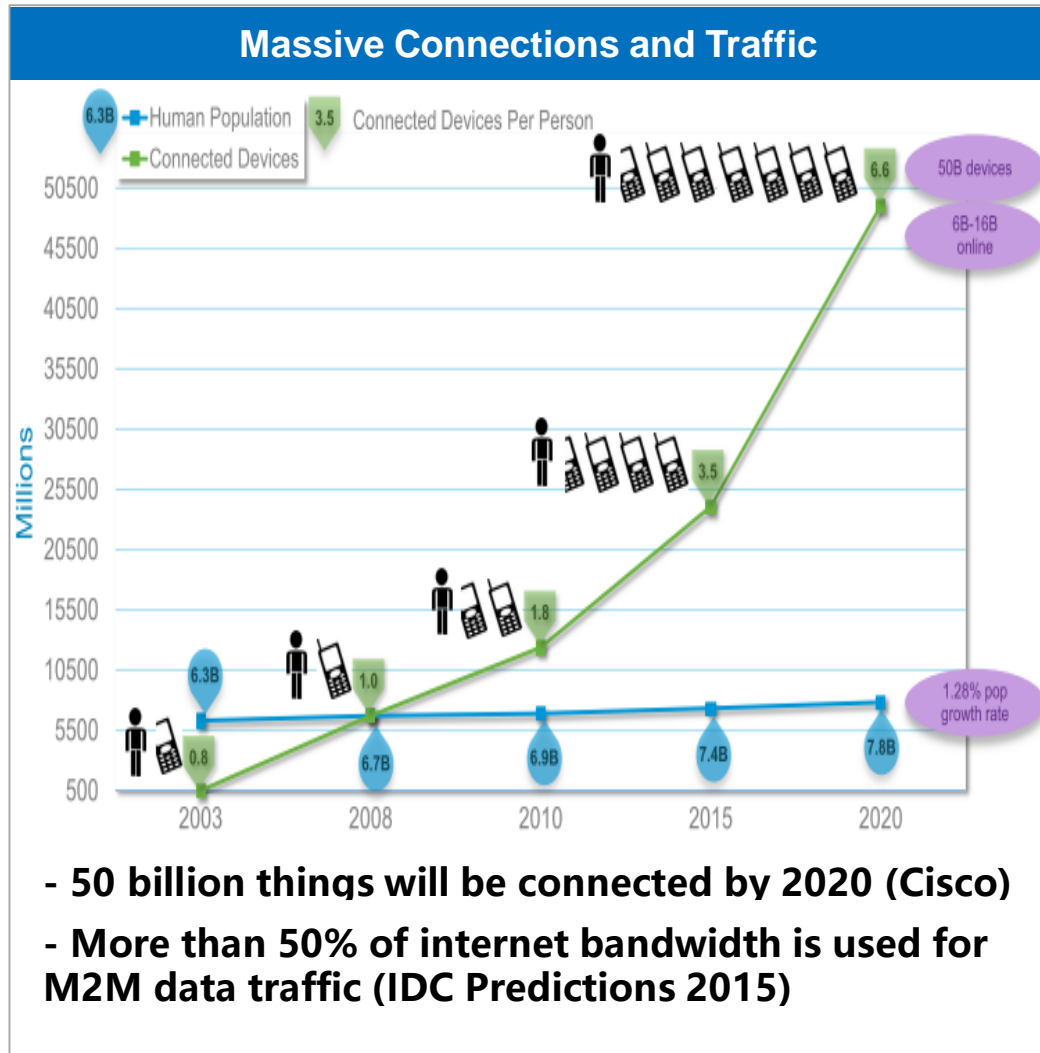 Massive Connections and Traffic
6.3B Human Population 3.5 Connected Devices Per Person
Connected Devices
50500
45500
40500
35500
30500
25500
20500
15500
10500
5500
500
Millions
6.6
50B devices
6B-16B
online
3.5
1.8
1.0
0.8
6.3B
6.7B
6.9B
7.4B
7.8B
1.28% pop
growth rate
2003 2008 2010 2015 2020
- 50 billion things will be connected by 2020 (Cisco)
- More than 50% of internet bandwidth is used for
M2M data traffic (IDC Predictions 2015)